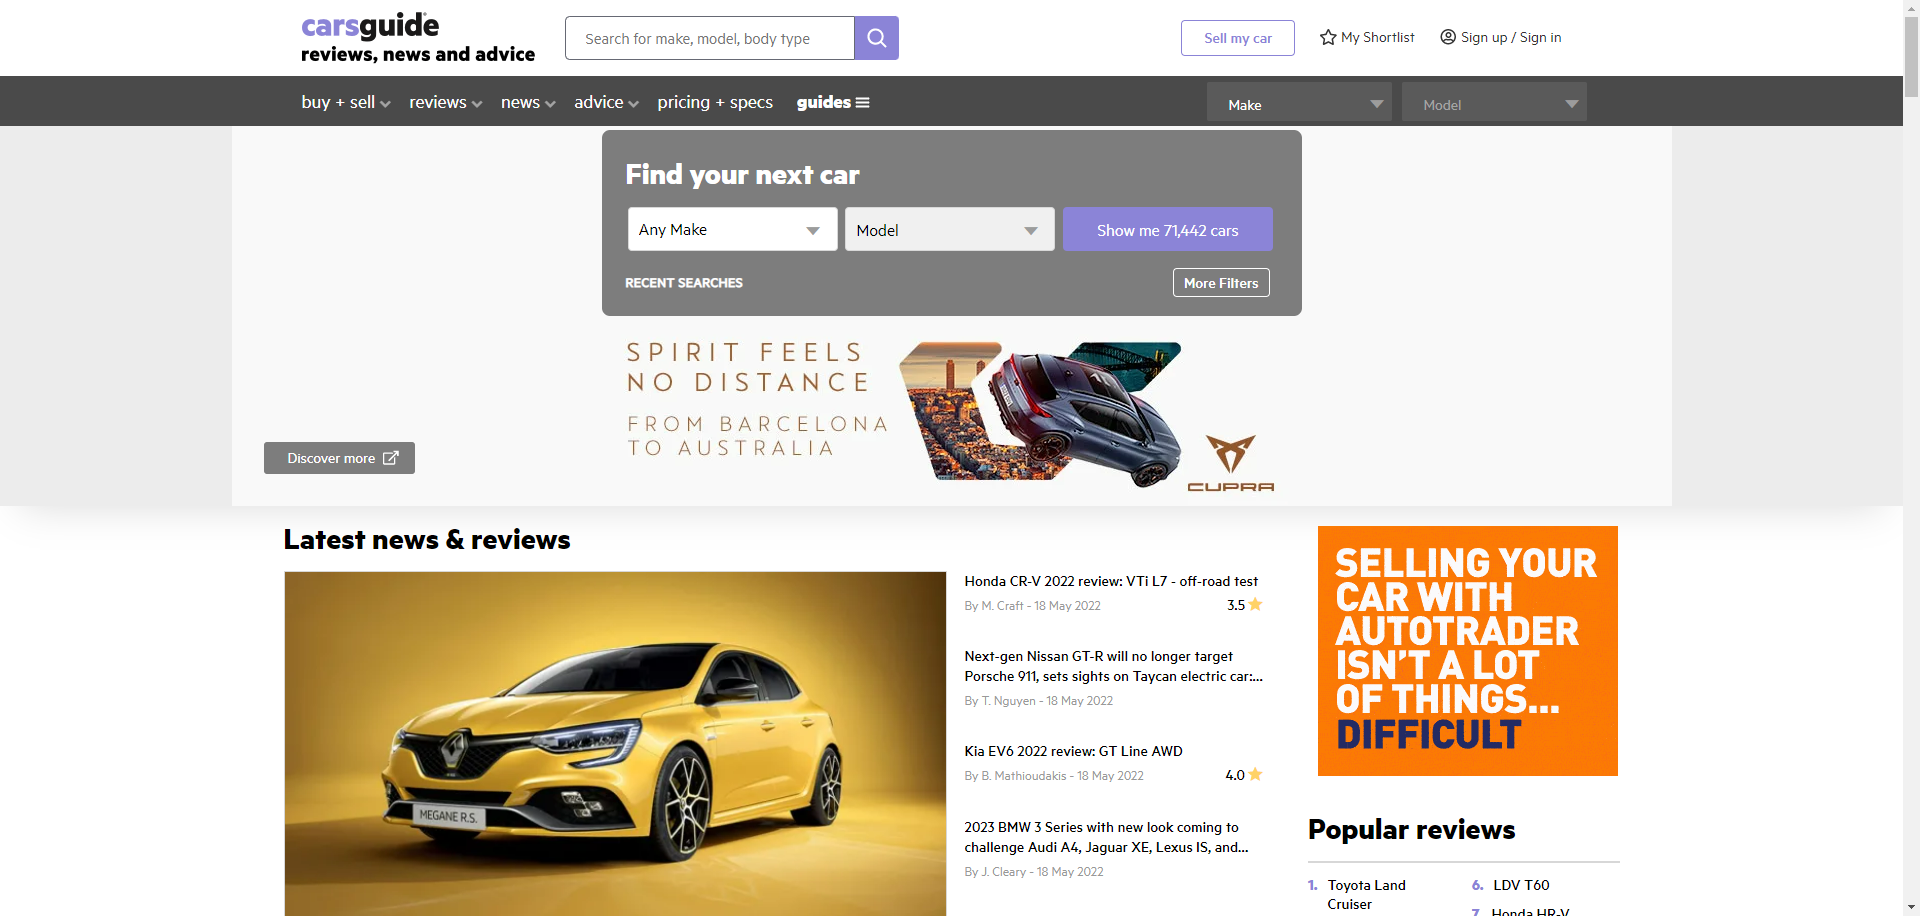 carsguide
reviews, news and advice
Search for make, model, body type
Sell my car
My Shortlist
Sign up / Sign in
buy + sell
reviews
news
advice
pricing + specs
guides
Make
Model
Find your next car
Any Make
Model
Show me 71,442 cars
RECENT SEARCHES
More Filters
SPIRIT FEELS
NO DISTANCE
FROM BARCELONA
TO AUSTRALIA
CUPRA
Discover more
Latest news & reviews
MEGANE R.S.
Honda CR-V 2022 review: VTi L7 - off-road test
By M. Craft - 18 May 2022
3.5
Next-gen Nissan GT-R will no longer target
Porsche 911, sets sights on Taycan electric car:...
By T. Nguyen - 18 May 2022
Kia EV6 2022 review: GT Line AWD
By B. Mathioudakis - 18 May 2022
4.0
2023 BMW 3 Series with new look coming to
challenge Audi A4, Jaguar XE, Lexus IS, and...
By J. Cleary - 18 May 2022
SELLING YOUR
CAR WITH
AUTOTRADER
ISN'T A LOT
OF THINGS...
DIFFICULT
Popular reviews
1. Toyota Land
Cruiser
6. LDV T60
7. Honda HR-V